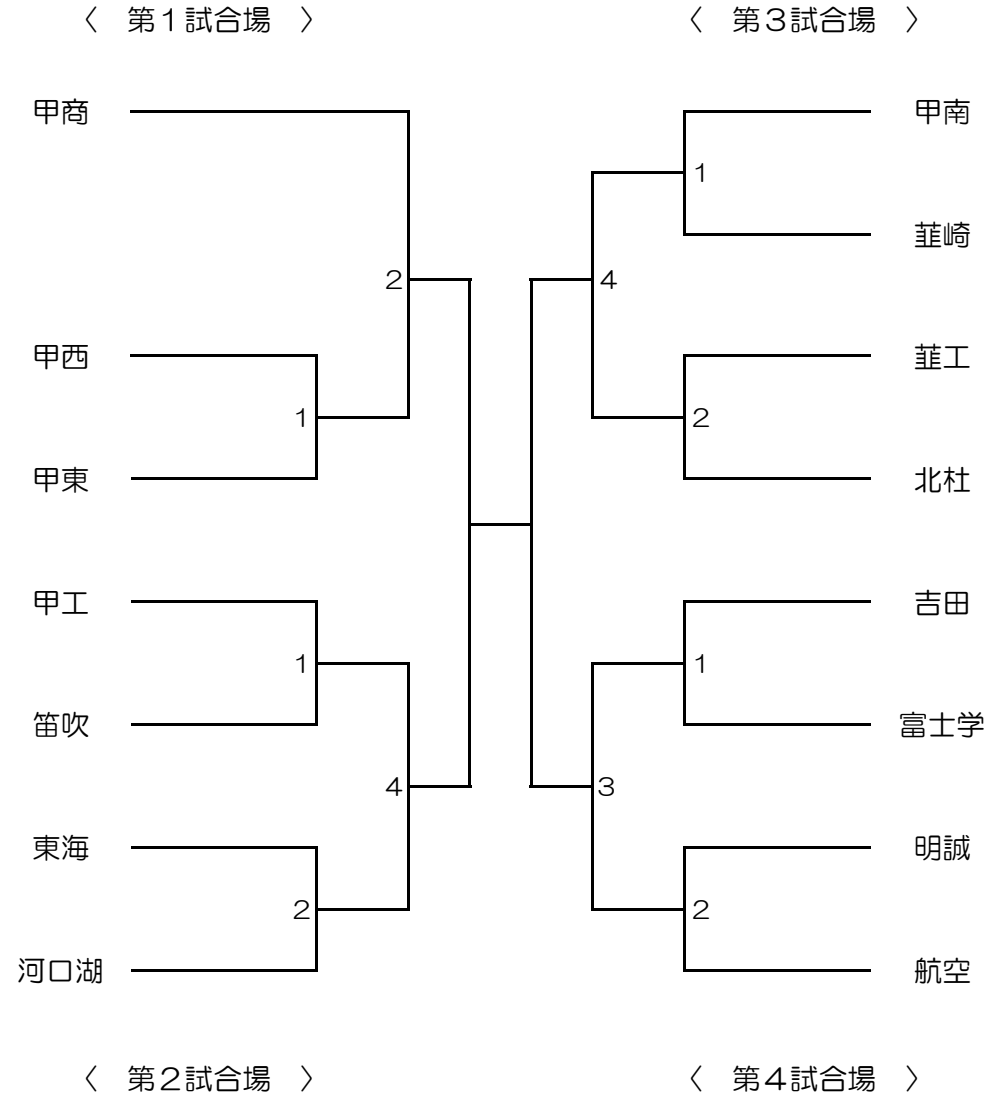 〈 第1試合場 〉
〈 第3試合場 〉
甲商
甲南
1
韮崎
2
4
甲西
韮工
1
2
甲東
北杜
甲工
吉田
1
1
笛吹
富士学
4
3
東海
明誠
2
2
河口湖
航空
〈 第2試合場 〉
〈 第4試合場 〉